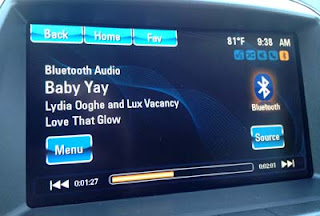 Back Home Fav
81°F 9:38 AM
Bluetooth Audio
Baby Yay
Lydia Ooghe and Lux Vacancy
Love That Glow
Bluetooth
Menu
Source
0:01:27
0:02:01